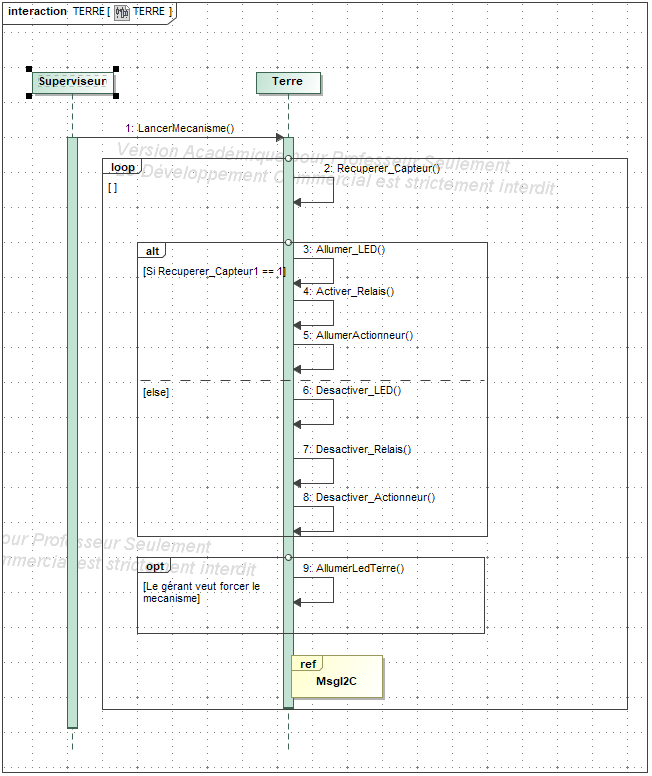 interaction TERRE [ TERRE ]
Superviseur
Terre
1: LancerMecanisme()
Version Académique pour Professeur Seulement
Le Développement Commercial est strictement interdit
loop
[ ]
2: Recuperer_Capteur()
alt
[Si Recuperer_Capteur1 == 1]
3: Allumer_LED()
4: Activer_Relais()
5: AllumerActionneur()
[else]
6: Desactiver_LED()
7: Desactiver_Relais()
8: Desactiver_Actionneur()
our Professeur Seulement
mmercial est strictement interdit
opt
[Le gérant veut forcer le
mecanisme]
9: AllumerLedTerre()
ref
MsgI2C